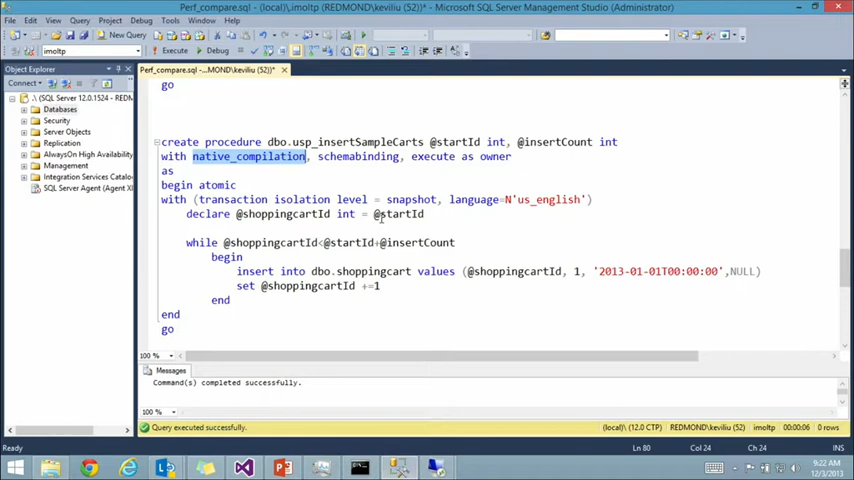 Perf_compare.sql - (local)\.imoltp (REDMOND\keviliu (52))* - Microsoft SQL Server Management Studio (Administrator)
File Edit View Query Project Debug Tools Window Help
New Query
imoltp Execute Debug
Object Explorer
Connect
.\ (SQL Server 12.0.1524 - REDM
Databases
Security
Server Objects
Replication
AlwaysOn High Availability
Management
Integration Services Catalo
SQL Server Agent (Agent X
Perf_compare.sql -...MOND\keviliu (52))*
go
create procedure dbo.usp_insertSampleCarts @startId int, @insertCount int
with native_compilation, schemabinding, execute as owner
as
begin atomic
with (transaction isolation level = snapshot, language=N'us_english')
declare @shoppingcartId int = @startId
while @shoppingcartId<@startId+@insertCount
begin
insert into dbo.shoppingcart values (@shoppingcartId, 1, '2013-01-01T00:00:00',NULL)
set @shoppingcartId +=1
end
end
go
100 %
Messages
Command(s) completed successfully.
100 %
Query executed successfully. (local)\ (12.0 CTP) REDMOND\keviliu (52) imoltp 00:00:06 0 rows
Ready Ln 80 Col 24 Ch 24 INS
9:22 AM
12/3/2013